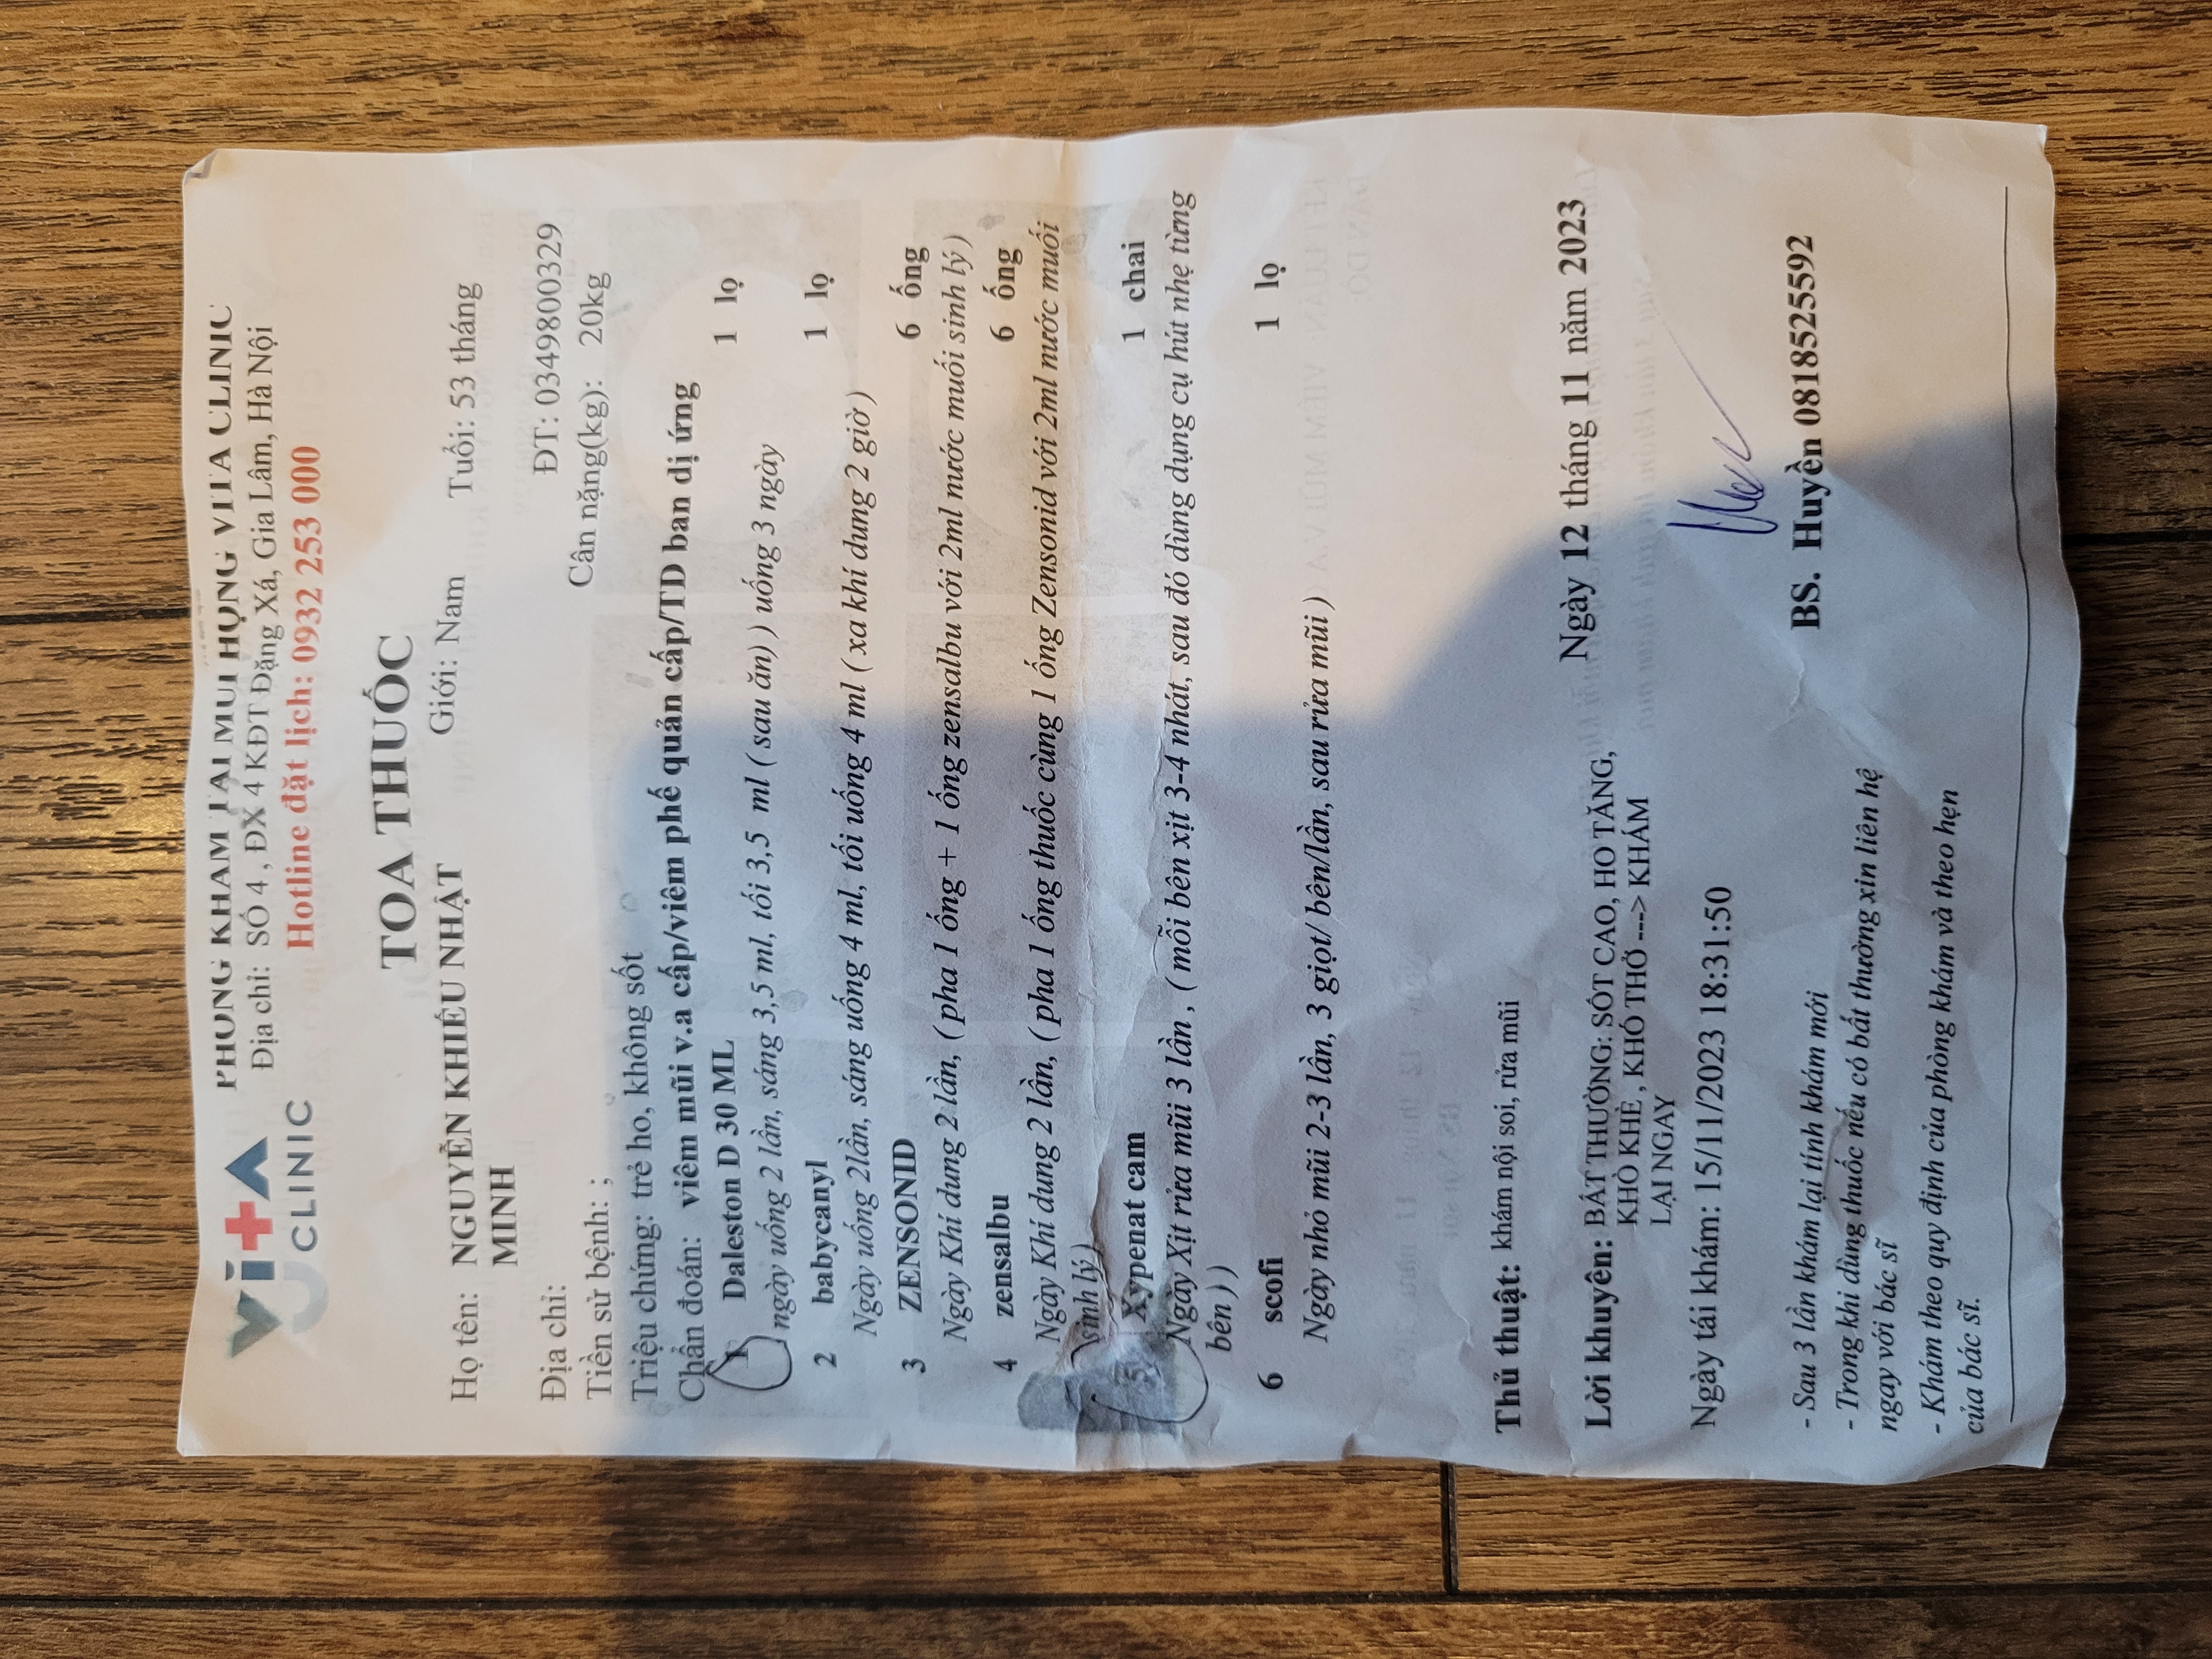 ViTA
CLINIC
PHÒNG KHÁM TAI MŨI HỌNG VITA CLINIC
Địa chỉ: SỐ 4 , ĐX 4 KĐT Đặng Xá, Gia Lâm, Hà Nội
Hotline đặt lịch: 0932 253 000
TOA THUỐC
Họ tên: NGUYỄN KHIẾU NHẬT MINH Giới: Nam Tuổi: 53 tháng
Địa chỉ: ĐT: 0349800329
Tiền sử bệnh: ; Cân nặng(kg): 20kg
Triệu chứng: trẻ ho, không sốt
Chẩn đoán: viêm mũi v.a cấp/viêm phế quản cấp/TD ban dị ứng
1 Daleston D 30 ML 1 lọ
ngày uống 2 lần, sáng 3,5 ml, tối 3,5 ml ( sau ăn) ) uống 3 ngày
2 babycanyl 1 lọ
Ngày uống 2lần, sáng uống 4 ml, tối uống 4 ml ( xa khí dung 2 giờ )
3 ZENSONID 6 ống
Ngày Khí dung 2 lần, ( pha 1 ống + 1 ống zensalbu với 2ml nước muối sinh lý )
4 zensalbu 6 ống
Ngày Khí dung 2 lần, ( pha 1 ống thuốc cùng 1 ống Zensonid với 2ml nước muối
sinh lý )
5 Xypenat cam 1 chai
Ngày Xịt rửa mũi 3 lần , ( mỗi bên xịt 3-4 nhát, sau đó dùng dụng cụ hút nhẹ từng
bên ) )
6 scofi 1 lọ
Ngày nhỏ mũi 2-3 lần, 3 giọt/ bên/lần, sau rửa mũi )
Thủ thuật: khám nội soi, rửa mũi
Ngày 12 tháng 11 năm 2023
Lời khuyên: BẤT THƯỜNG: SỐT CAO, HO TĂNG,
KHÒ KHÈ , KHÓ THỞ ---> KHÁM
LẠI NGAY
Ngày tái khám: 15/11/2023 18:31:50
BS. Huyền 0818525592
- Sau 3 lần khám lại tính khám mới
- Trong khi dùng thuốc nếu có bất thường xin liên hệ
ngay với bác sĩ
- Khám theo quy định của phòng khám và theo hẹn
của bác sĩ.